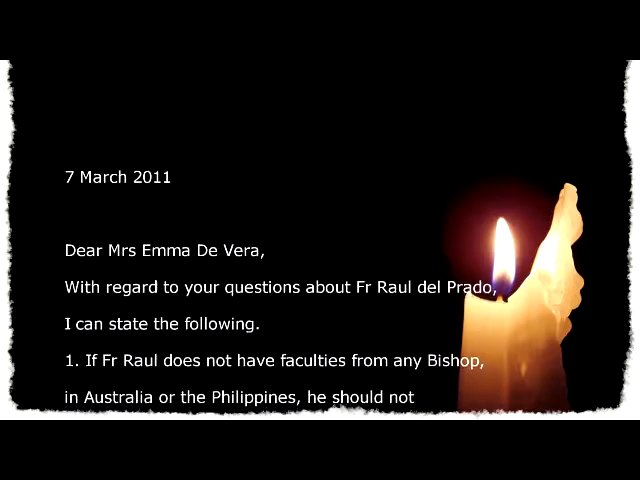 7 March 2011
Dear Mrs Emma De Vera,
With regard to your questions about Fr Raul del Prado,
I can state the following.
1. If Fr Raul does not have faculties from any Bishop,
in Australia or the Philippines, he should not